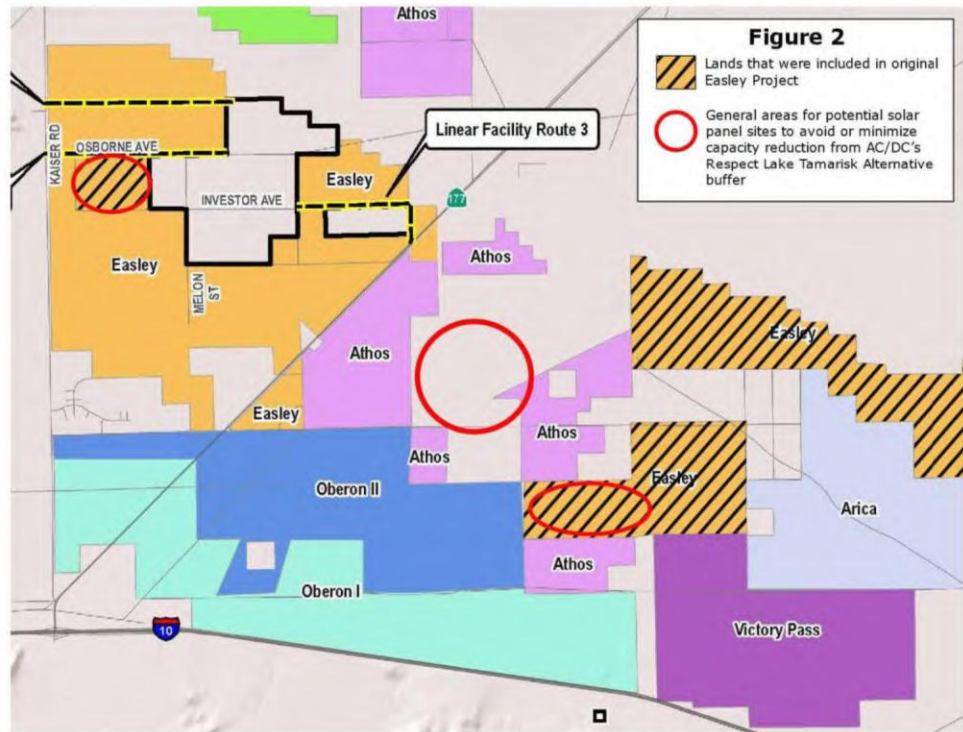 Athos
Figure 2
Lands that were included in original
Easley Project
General areas for potential solar
panel sites to avoid or minimize
capacity reduction from AC/DC's
Respect Lake Tamarisk Alternative
buffer
Linear Facility Route 3
KAISER RD
OSBORNE AVE
Easley
INVESTOR AVE
177
Easley
MELON
ST
Athos
Easley
Athos
Easley
Athos
Athos
Easley
Oberon II
Arica
Athos
Oberon I
10
Victory Pass